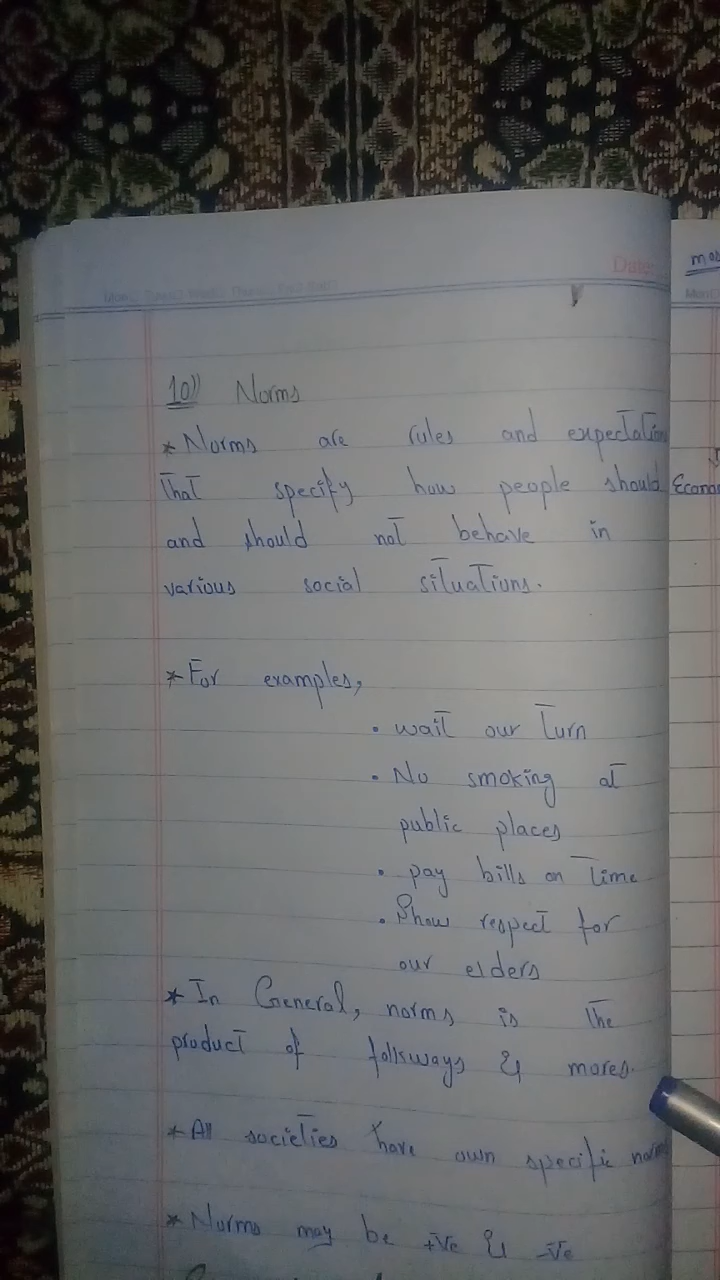 Date:
10)) Norms
* Norms are rules and expectation
that specify how people should
and should not behave in
various social situations.
* For examples,
• wait our turn
• No smoking at
public places
• pay bills on time
• Show respect for
our elders
* In General, norms is the
product of folkways & mores.
* All societies have own specific norms
* Norms may be +ve & -ve